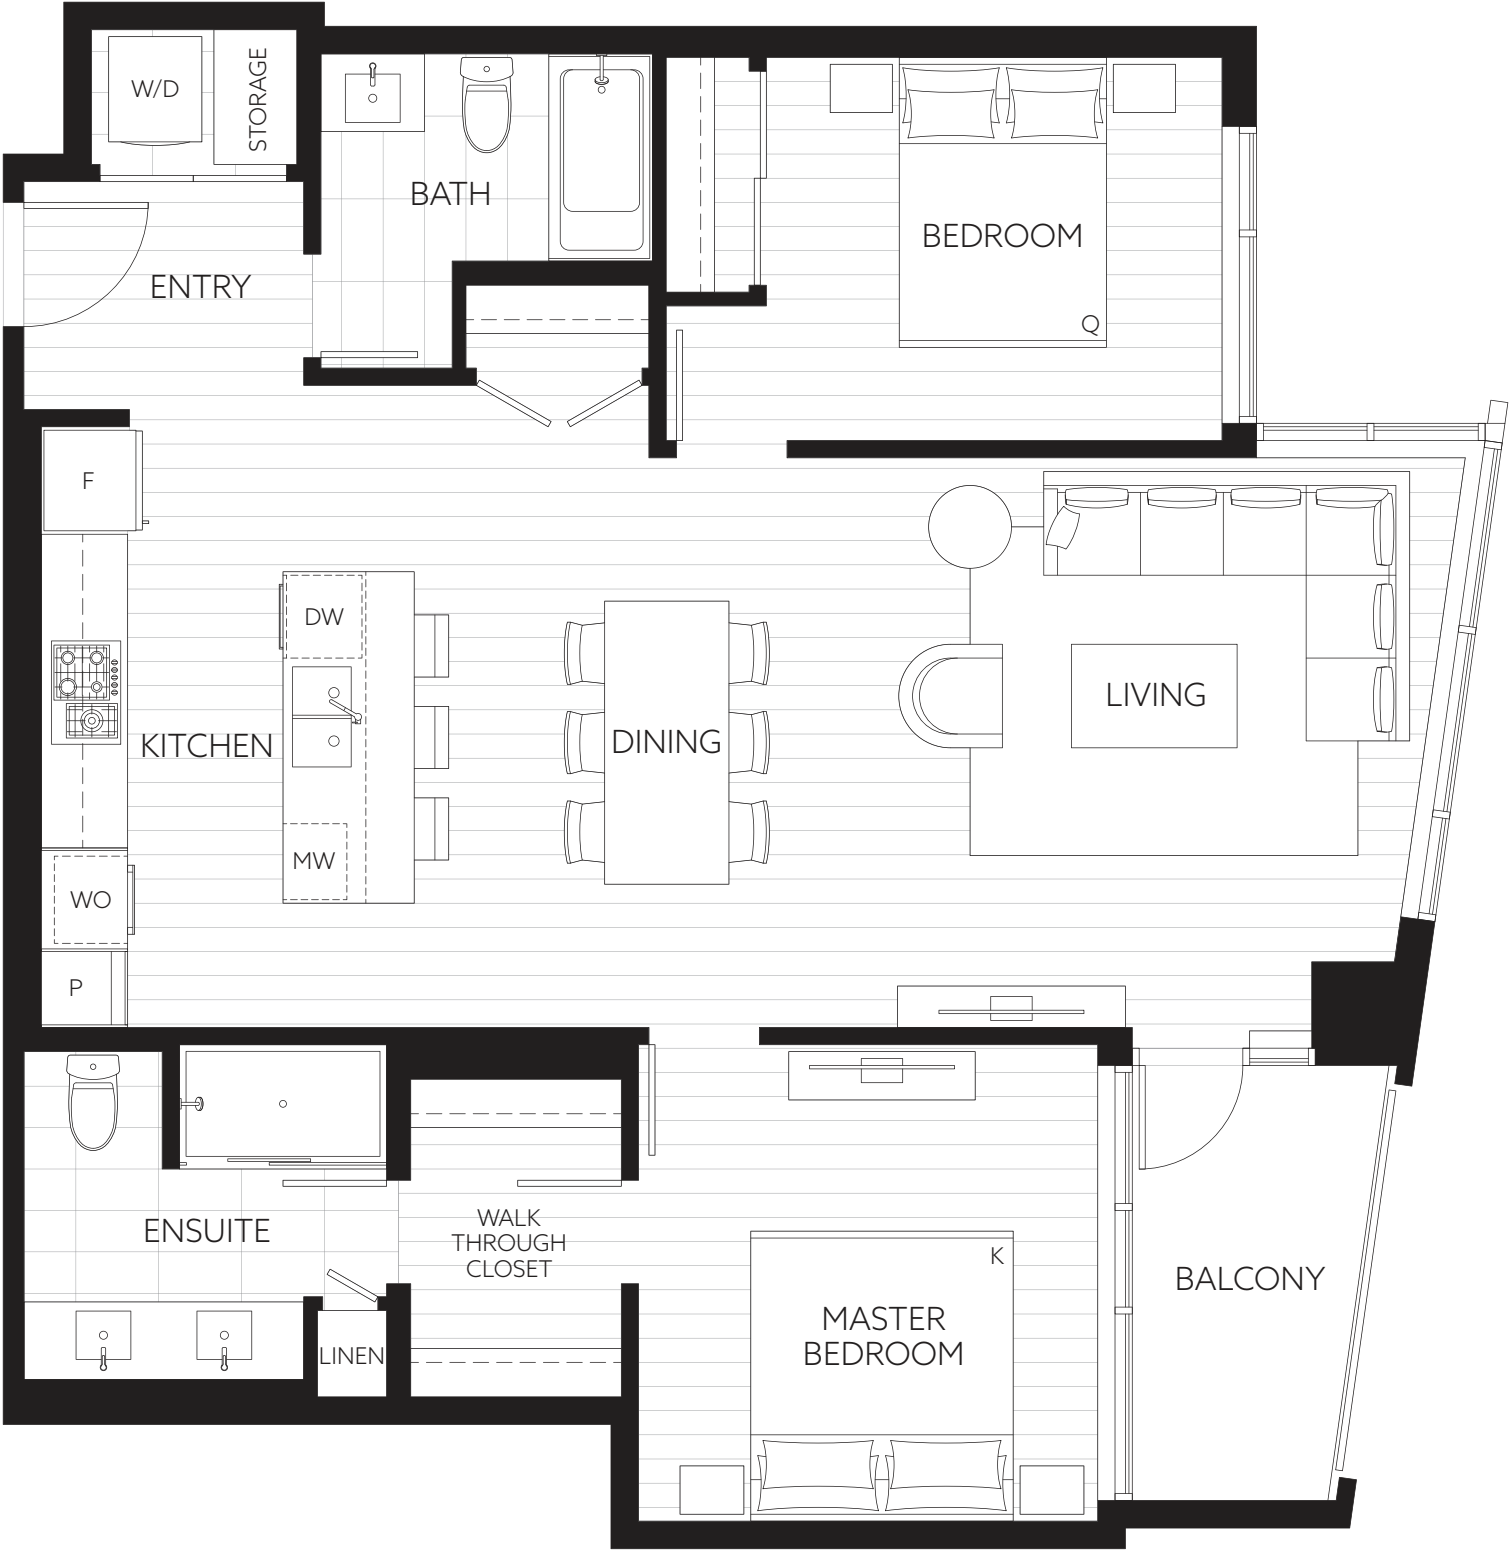 W/D
STORAGE
BATH
BEDROOM
ENTRY
Q
F
DW
LIVING
KITCHEN
DINING
MW
WO
P
WALK
THROUGH
CLOSET
ENSUITE
K
BALCONY
MASTER
BEDROOM
LINEN